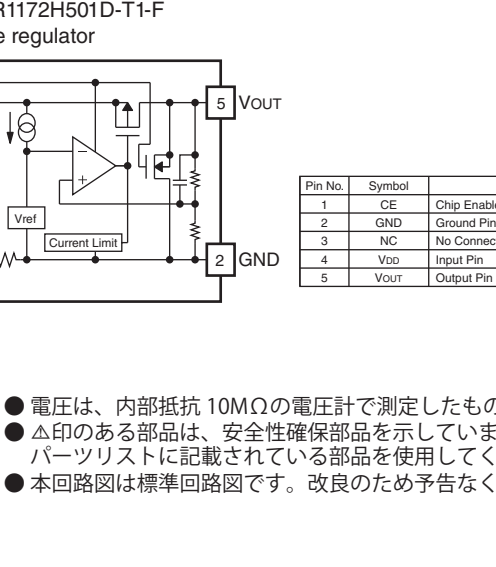 R1172H501D-T1-F
e regulator
5 VOUT
Vref
Current Limit
2 GND
Pin No. Symbol
1 CE Chip Enable
2 GND Ground Pin
3 NC No Connec
4 VDD Input Pin
5 VOUT Output Pin
● 電圧は、内部抵抗 10MΩの電圧計で測定したもの
● ⚠印のある部品は、安全性確保部品を示していま
パーツリストに記載されている部品を使用してく
● 本回路図は標準回路図です。改良のため予告なく